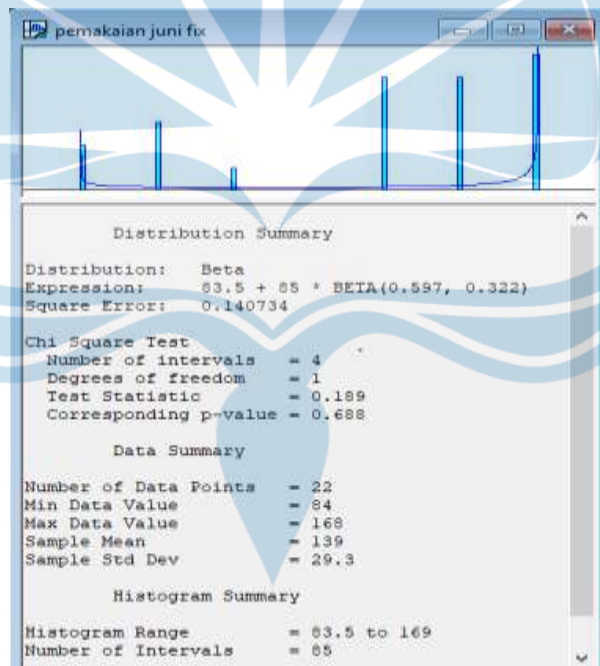 pemakaian juni fix
Distribution Summary
Distribution: Beta
Expression: 83.5 + 85 * BETA(0.597, 0.322)
Square Error: 0.140734
Chi Square Test
Number of intervals = 4
Degrees of freedom = 1
Test Statistic = 0.189
Corresponding p-value = 0.688
Data Summary
Number of Data Points = 22
Min Data Value = 84
Max Data Value = 168
Sample Mean = 139
Sample Std Dev = 29.3
Histogram Summary
Histogram Range = 83.5 to 169
Number of Intervals = 85